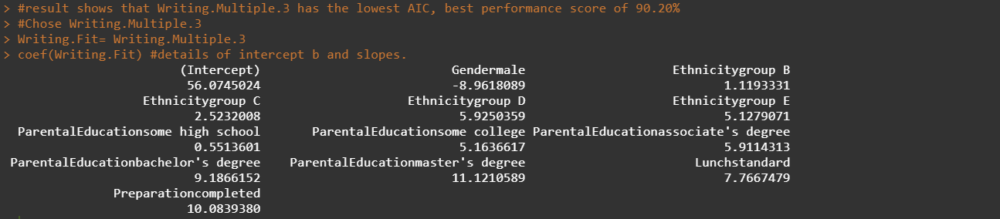 > #result shows that Writing.Multiple.3 has the lowest AIC, best performance score of 90.20%
> #Chose Writing.Multiple.3
> Writing.Fit= Writing.Multiple.3
> coef(Writing.Fit) #details of intercept b and slopes.
(Intercept) Gendermale Ethnicitygroup B
56.0745024 -8.9618089 1.1193331
Ethnicitygroup C Ethnicitygroup D Ethnicitygroup E
2.5232008 5.9250359 5.1279071
ParentalEducationsome high school ParentalEducationsome college ParentalEducationassociate's degree
0.5513601 5.1636617 5.9114313
ParentalEducationbachelor's degree ParentalEducationmaster's degree Lunchstandard
9.1866152 11.1210589 7.7667479
Preparationcompleted
10.0839380